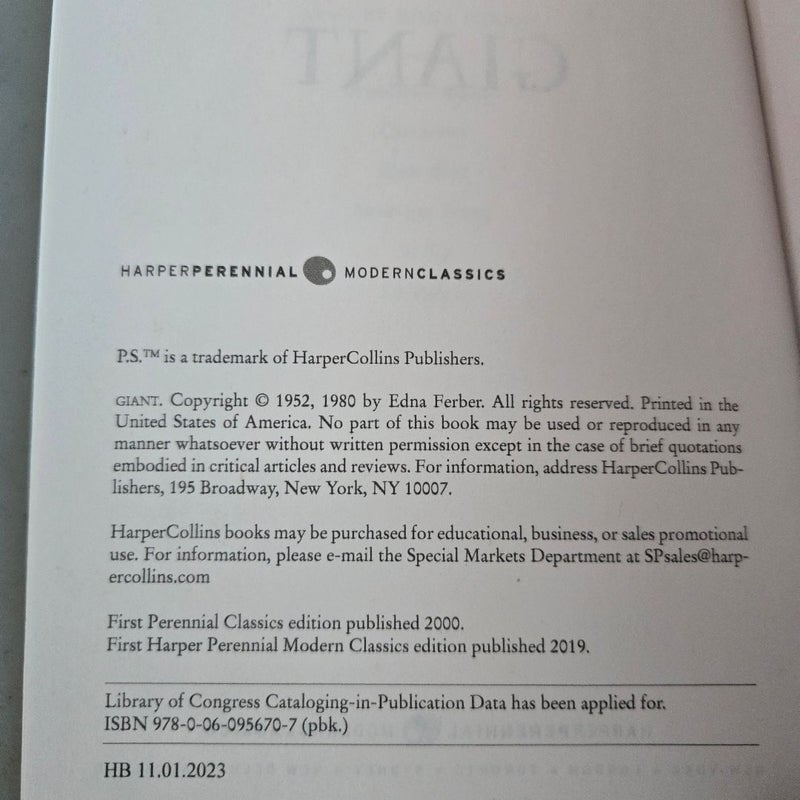 GIANT
HARPERPERENNIAL MODERNCLASSICS
P.S.™ is a trademark of HarperCollins Publishers.
GIANT. Copyright © 1952, 1980 by Edna Ferber. All rights reserved. Printed in the
United States of America. No part of this book may be used or reproduced in any
manner whatsoever without written permission except in the case of brief quotations
embodied in critical articles and reviews. For information, address HarperCollins Pub-
lishers, 195 Broadway, New York, NY 10007.
HarperCollins books may be purchased for educational, business, or sales promotional
use. For information, please e-mail the Special Markets Department at SPsales@harp-
ercollins.com
First Perennial Classics edition published 2000.
First Harper Perennial Modern Classics edition published 2019.
Library of Congress Cataloging-in-Publication Data has been applied for.
ISBN 978-0-06-095670-7 (pbk.)
HB 11.01.2023